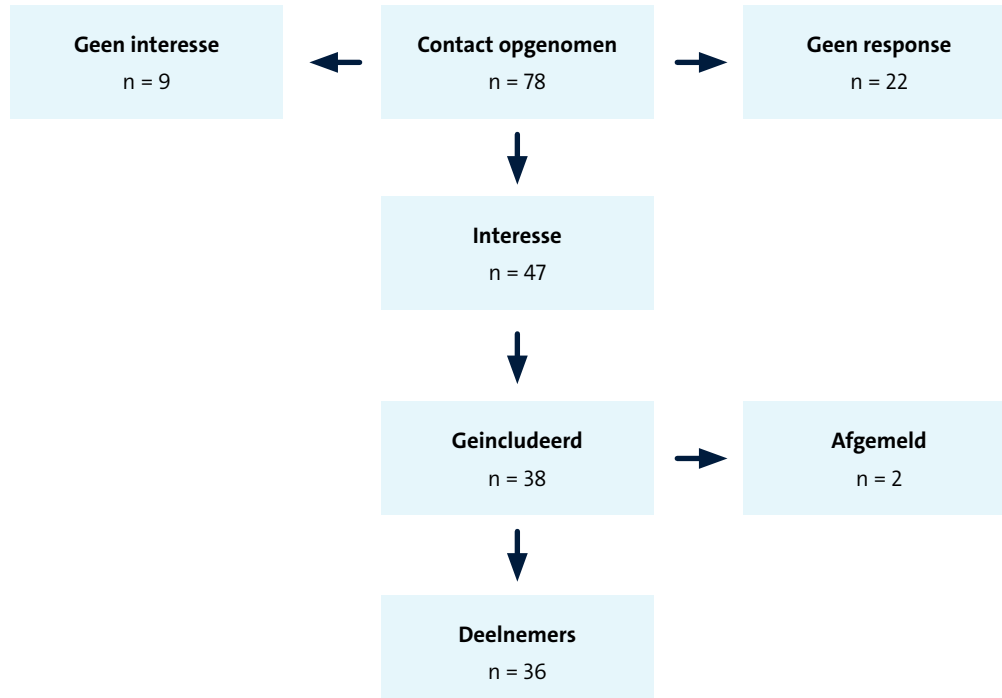 Geen interesse
n = 9
Contact opgenomen
n = 78
Geen response
n = 22
Interesse
n = 47
Geincludeerd
n = 38
Afgemeld
n = 2
Deelnemers
n = 36